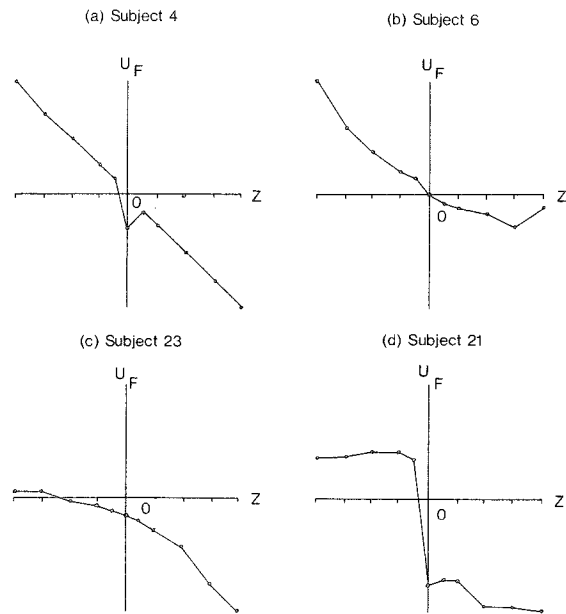 (a) Subject 4
(b) Subject 6
U F
U F
0
Z
0
Z
(c) Subject 23
(d) Subject 21
U F
U F
0
Z
0
Z